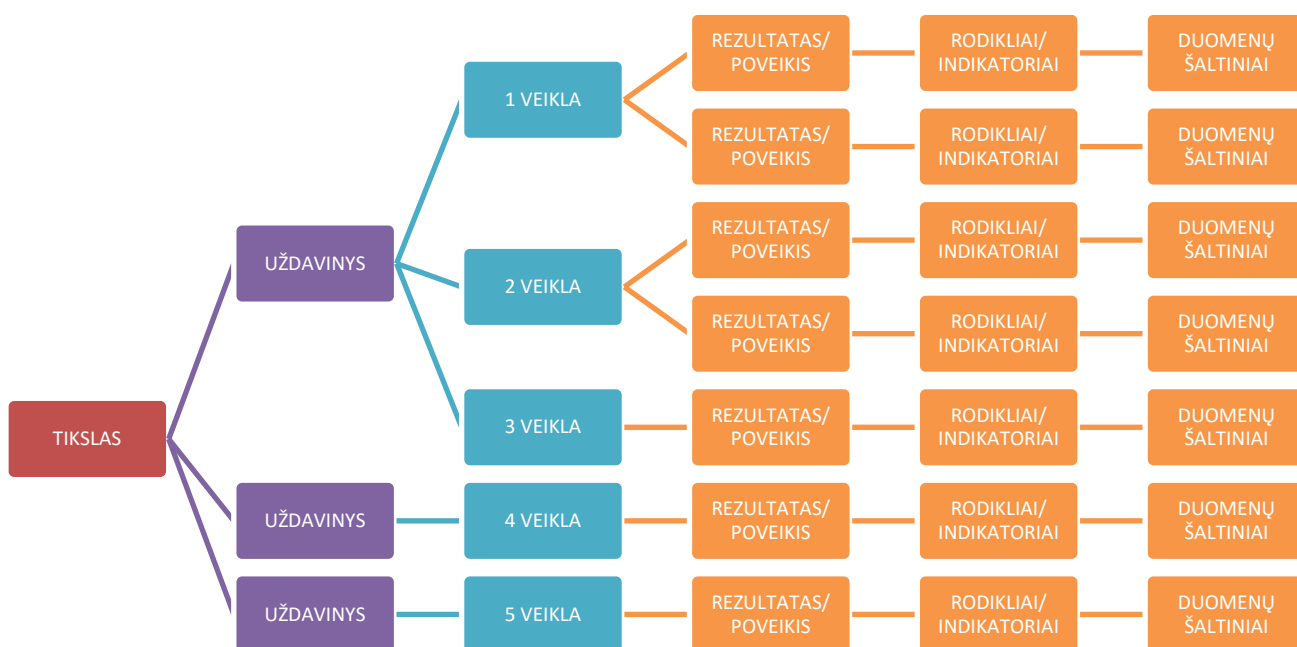 REZULTATAS/
POVEIKIS
RODIKLIAI/
INDIKATORIAI
DUOMENŲ
ŠALTINIAI
1 VEIKLA
REZULTATAS/
POVEIKIS
RODIKLIAI/
INDIKATORIAI
DUOMENŲ
ŠALTINIAI
UŽDAVINYS
REZULTATAS/
POVEIKIS
RODIKLIAI/
INDIKATORIAI
DUOMENŲ
ŠALTINIAI
2 VEIKLA
REZULTATAS/
POVEIKIS
RODIKLIAI/
INDIKATORIAI
DUOMENŲ
ŠALTINIAI
TIKSLAS
3 VEIKLA
REZULTATAS/
POVEIKIS
RODIKLIAI/
INDIKATORIAI
DUOMENŲ
ŠALTINIAI
UŽDAVINYS
4 VEIKLA
REZULTATAS/
POVEIKIS
RODIKLIAI/
INDIKATORIAI
DUOMENŲ
ŠALTINIAI
UŽDAVINYS
5 VEIKLA
REZULTATAS/
POVEIKIS
RODIKLIAI/
INDIKATORIAI
DUOMENŲ
ŠALTINIAI